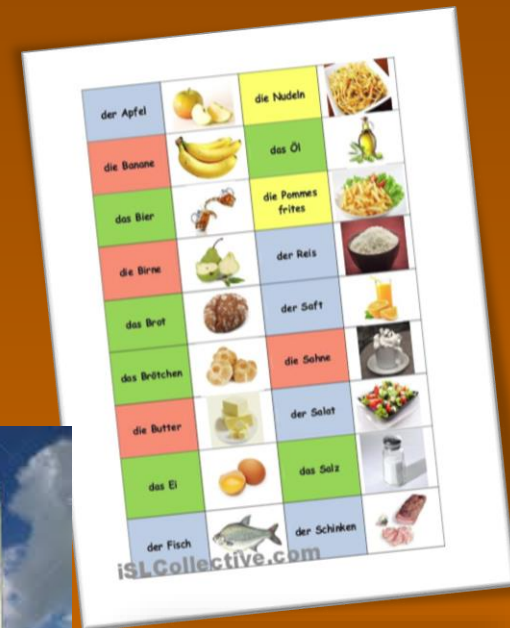 der Apfel
die Nudeln
die Banane
das Öl
das Bier
die Pommes
frites
die Birne
der Reis
das Brot
der Saft
das Brötchen
die Sahne
die Butter
der Salat
das Ei
das Salz
der Fisch
der Schinken
iSLCollective.com